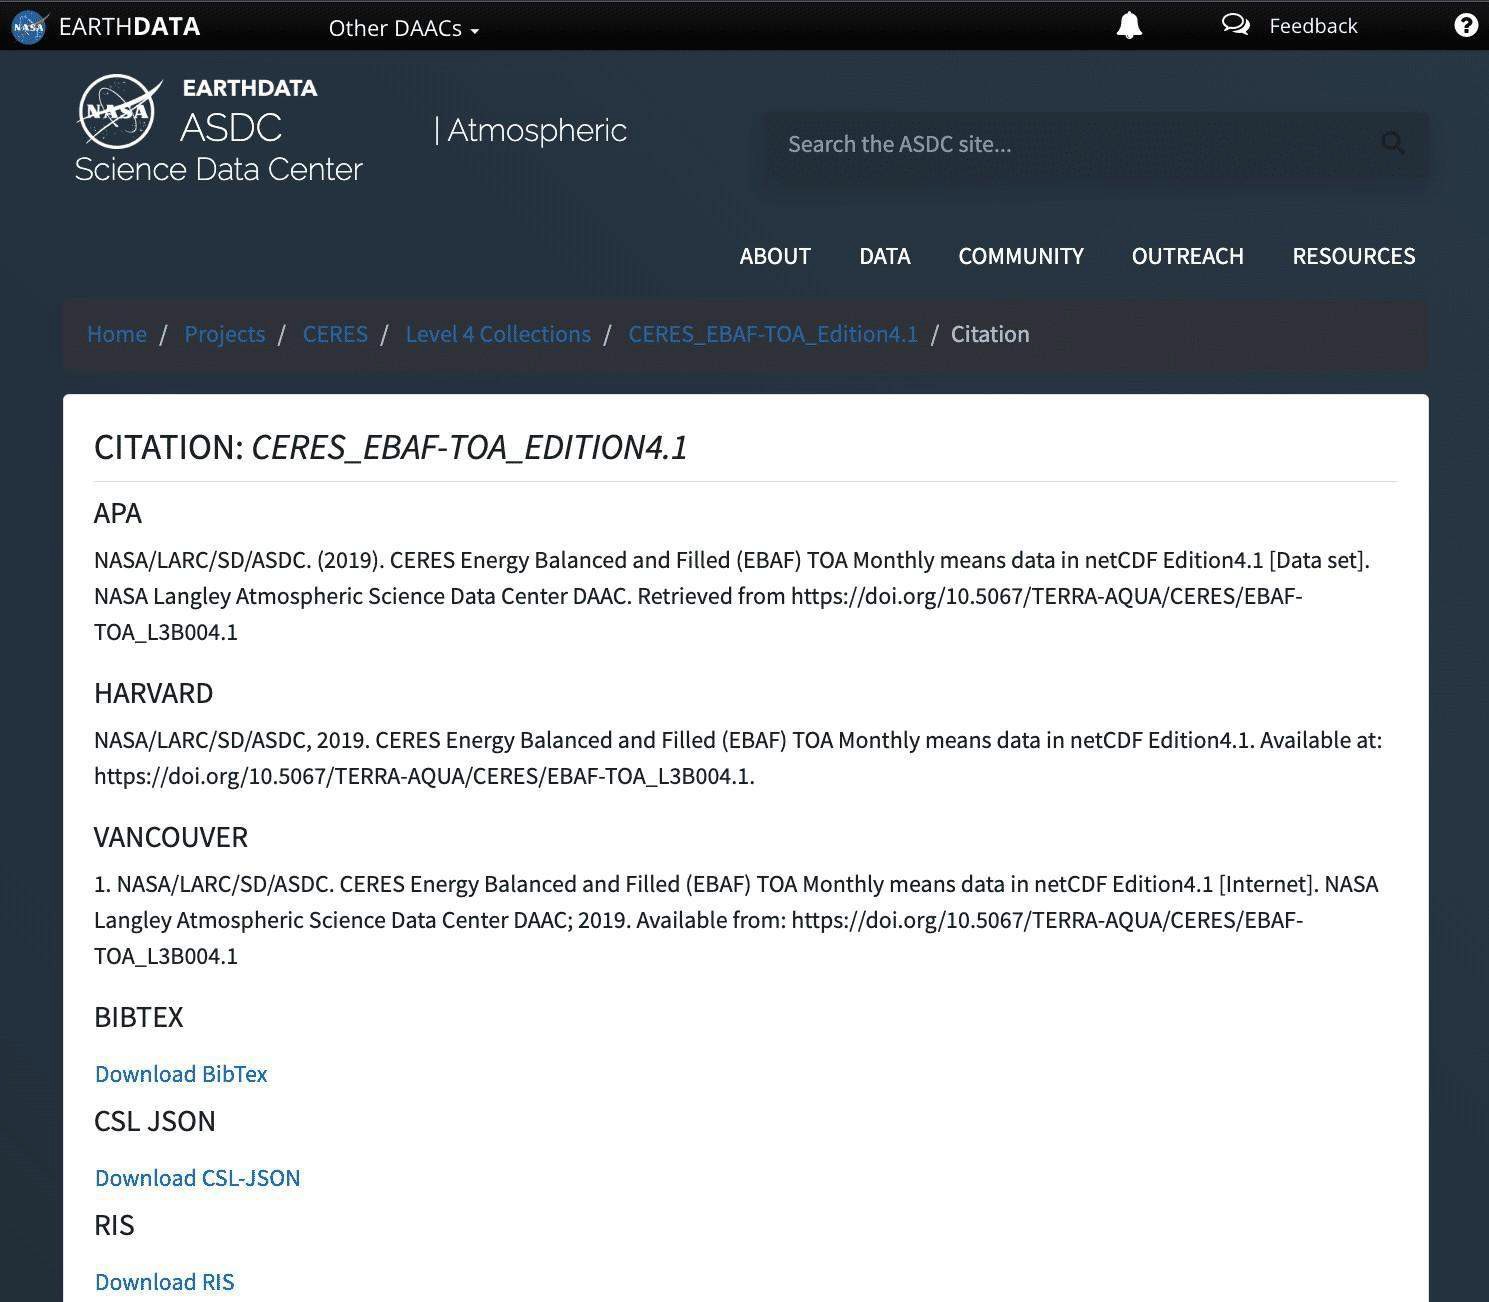 NASA EARTHDATA Other DAACs Feedback ?
NASA EARTHDATA
ASDC | Atmospheric
Science Data Center
Search the ASDC site...
ABOUT DATA COMMUNITY OUTREACH RESOURCES
Home / Projects / CERES / Level 4 Collections / CERES_EBAF-TOA_Edition4.1 / Citation
CITATION: CERES_EBAF-TOA_EDITION4.1
APA
NASA/LARC/SD/ASDC. (2019). CERES Energy Balanced and Filled (EBAF) TOA Monthly means data in netCDF Edition4.1 [Data set].
NASA Langley Atmospheric Science Data Center DAAC. Retrieved from https://doi.org/10.5067/TERRA-AQUA/CERES/EBAF-
TOA_L3B004.1
HARVARD
NASA/LARC/SD/ASDC, 2019. CERES Energy Balanced and Filled (EBAF) TOA Monthly means data in netCDF Edition4.1. Available at:
https://doi.org/10.5067/TERRA-AQUA/CERES/EBAF-TOA_L3B004.1.
VANCOUVER
1. NASA/LARC/SD/ASDC. CERES Energy Balanced and Filled (EBAF) TOA Monthly means data in netCDF Edition4.1 [Internet]. NASA
Langley Atmospheric Science Data Center DAAC; 2019. Available from: https://doi.org/10.5067/TERRA-AQUA/CERES/EBAF-
TOA_L3B004.1
BIBTEX
Download BibTex
CSL JSON
Download CSL-JSON
RIS
Download RIS